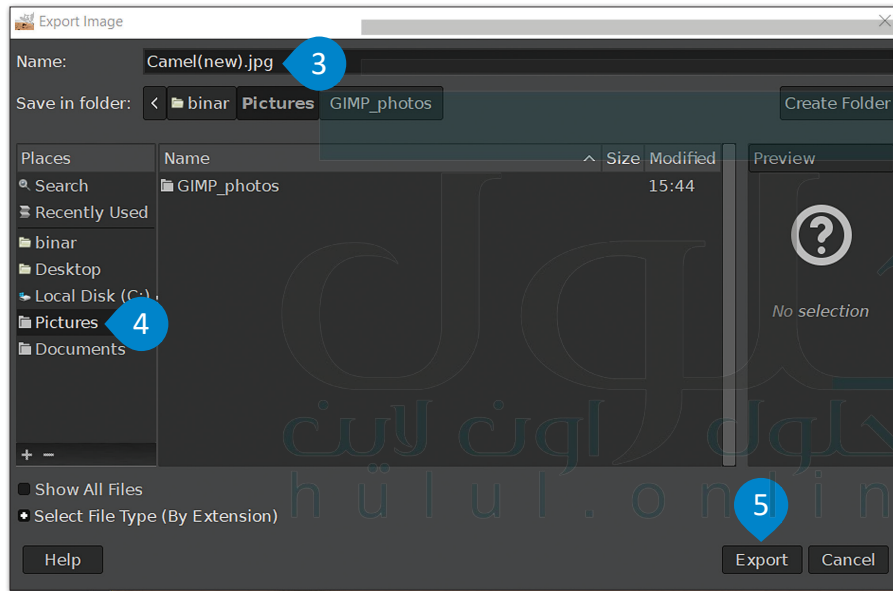 Export Image
Name: Camel(new).jpg 3
Save in folder: binar Pictures GIMP_photos Create Folder
Places Name Size Modified Preview
Search GIMP_photos 15:44
Recently Used
binar
Desktop
Local Disk (C:)
No selection
Pictures 4
Documents
حلول اون لاين
Show All Files
hulul.onlin
Select File Type (By Extension)
5
Help Export Cancel